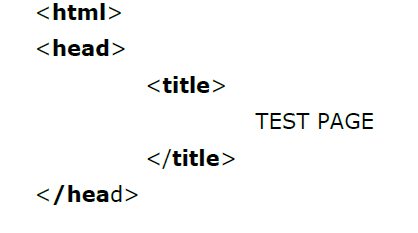 <html>
<head>
<title>
TEST PAGE
</title>
</head>